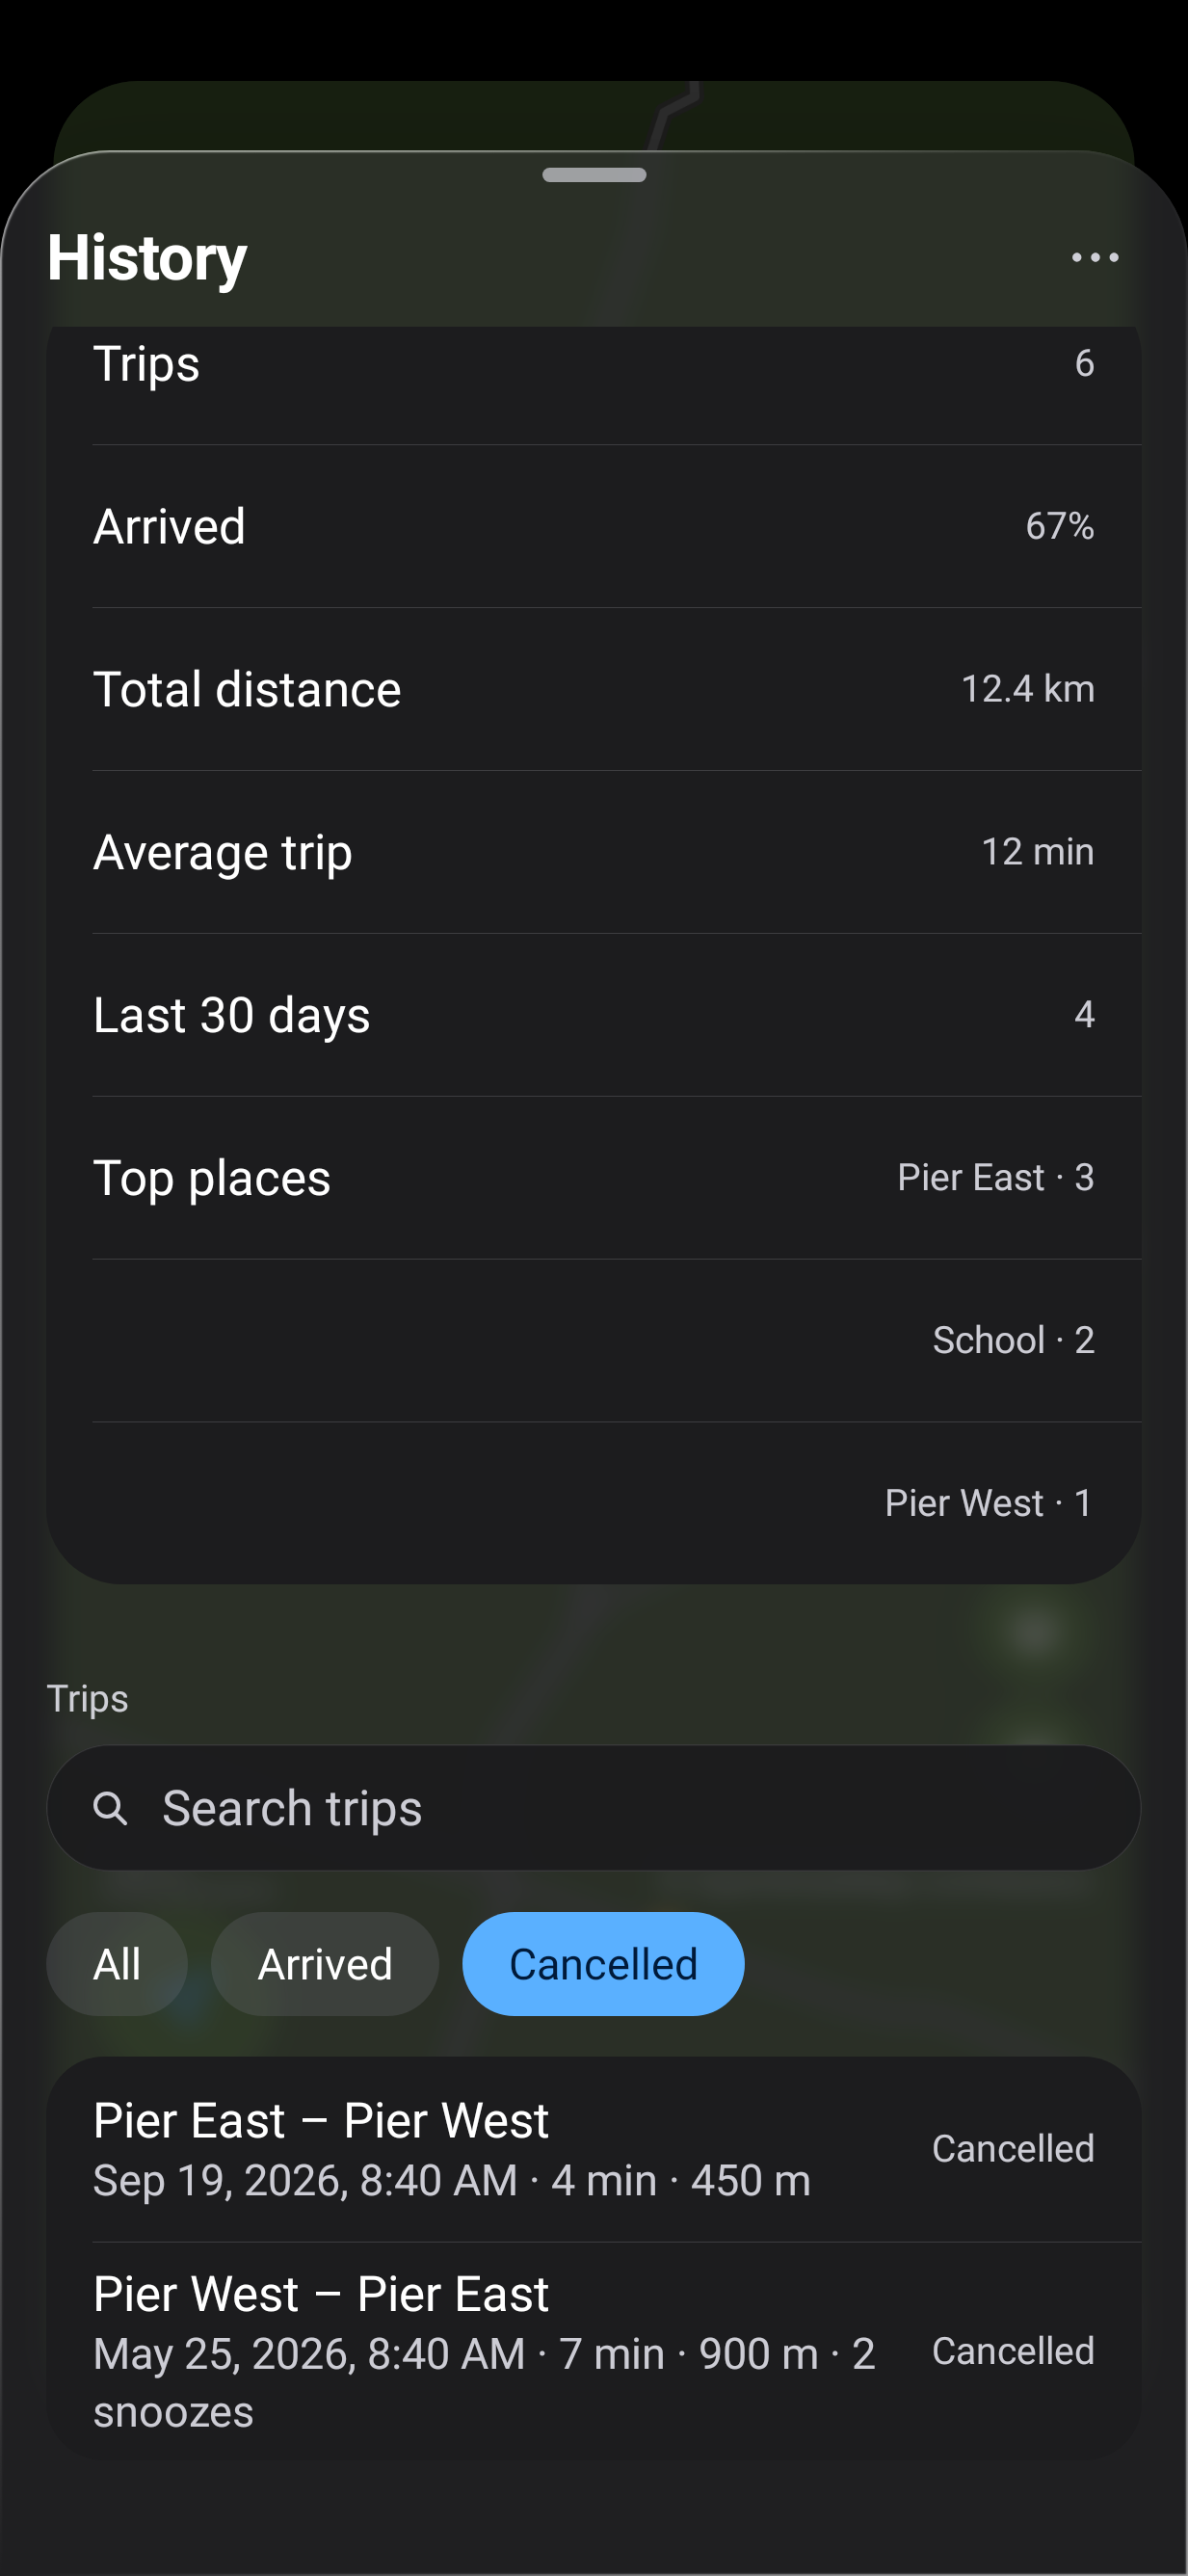 History
Trips 6
Arrived 67%
Total distance 12.4 km
Average trip 12 min
Last 30 days 4
Top places Pier East · 3
School · 2
Pier West · 1
Trips
Search trips
All Arrived Cancelled
Pier East – Pier West
Sep 19, 2026, 8:40 AM · 4 min · 450 m
Cancelled
Pier West – Pier East
May 25, 2026, 8:40 AM · 7 min · 900 m · 2
snoozes
Cancelled